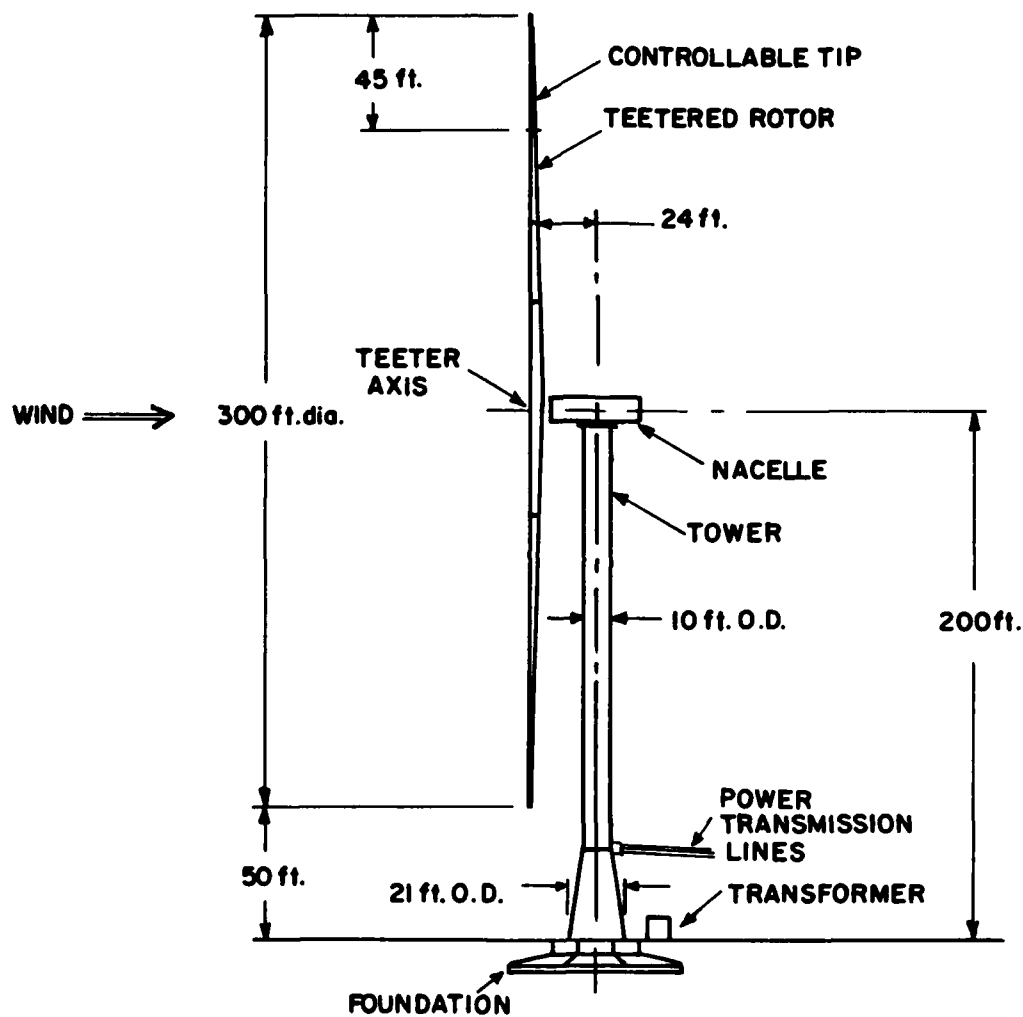 45 ft.
CONTROLLABLE TIP
TEETERED ROTOR
24 ft.
TEETER
AXIS
WIND
300 ft. dia.
NACELLE
TOWER
10 ft. O.D.
200 ft.
POWER
TRANSMISSION
LINES
50 ft.
21 ft. O.D.
TRANSFORMER
FOUNDATION